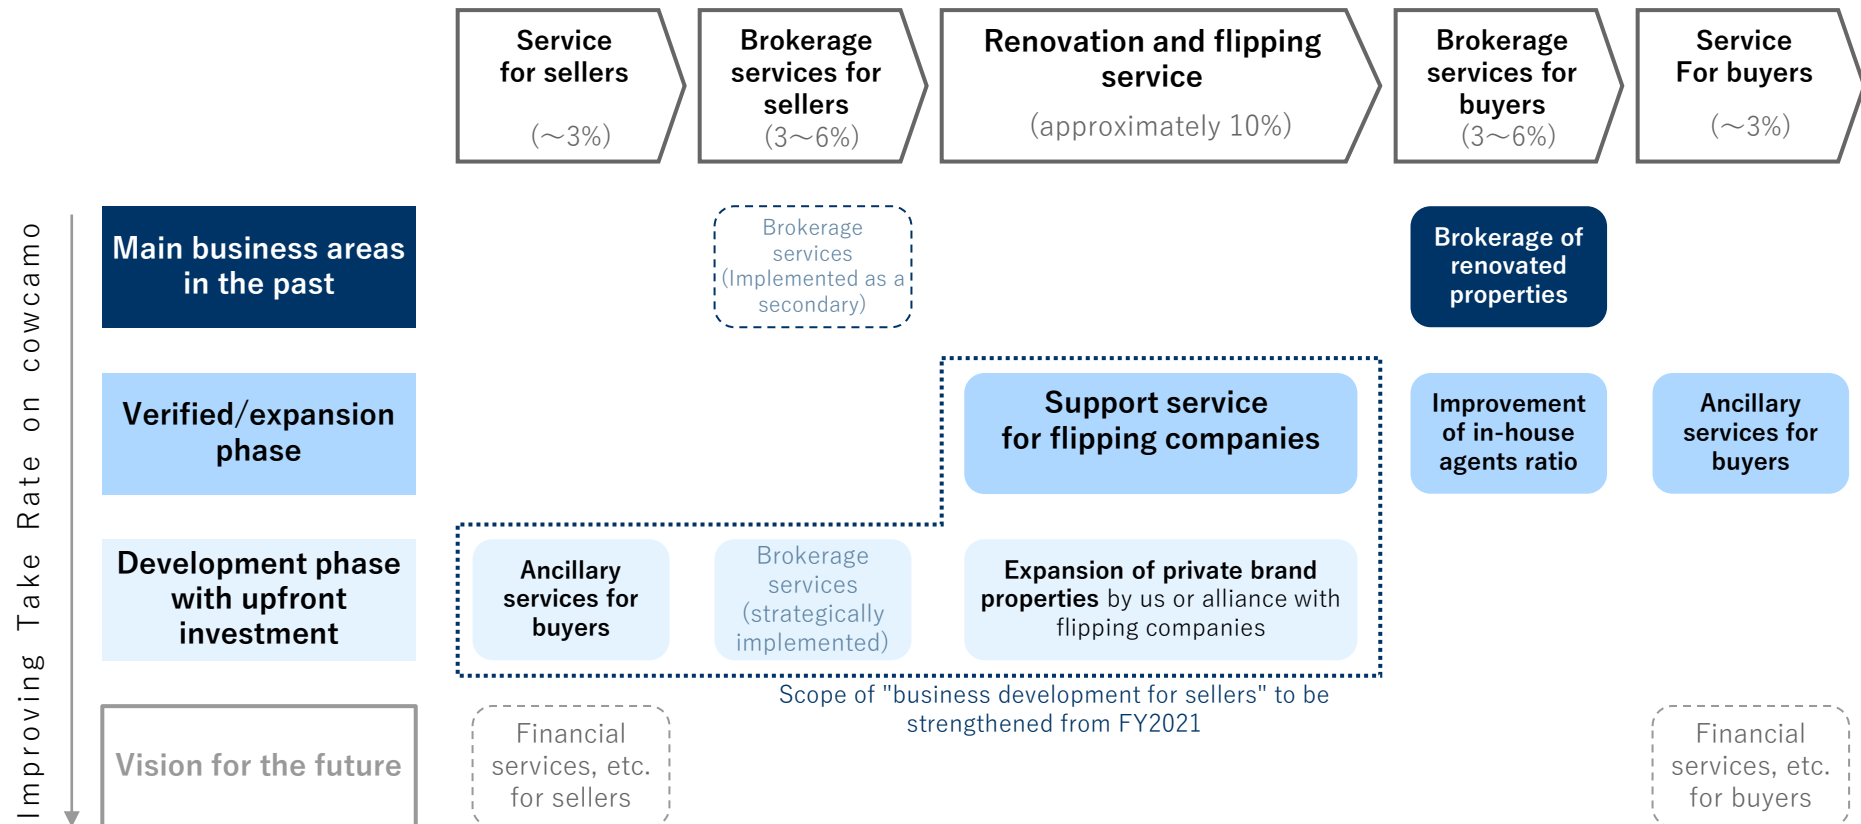 Service
for sellers
(～3%)
Brokerage
services for
sellers
(3～6%)
Renovation and flipping
service
(approximately 10%)
Brokerage
services for
buyers
(3～6%)
Service
For buyers
(～3%)
Improving Take Rate on cowcamo
Main business areas
in the past
Brokerage
services
(Implemented as a
secondary)
Brokerage of
renovated
properties
Verified/expansion
phase
Support service
for flipping companies
Improvement
of in-house
agents ratio
Ancillary
services for
buyers
Development phase
with upfront
investment
Ancillary
services for
buyers
Brokerage
services
(strategically
implemented)
Expansion of private brand
properties by us or alliance with
flipping companies
Scope of "business development for sellers" to be
strengthened from FY2021
Vision for the future
Financial
services, etc.
for sellers
Financial
services, etc.
for buyers